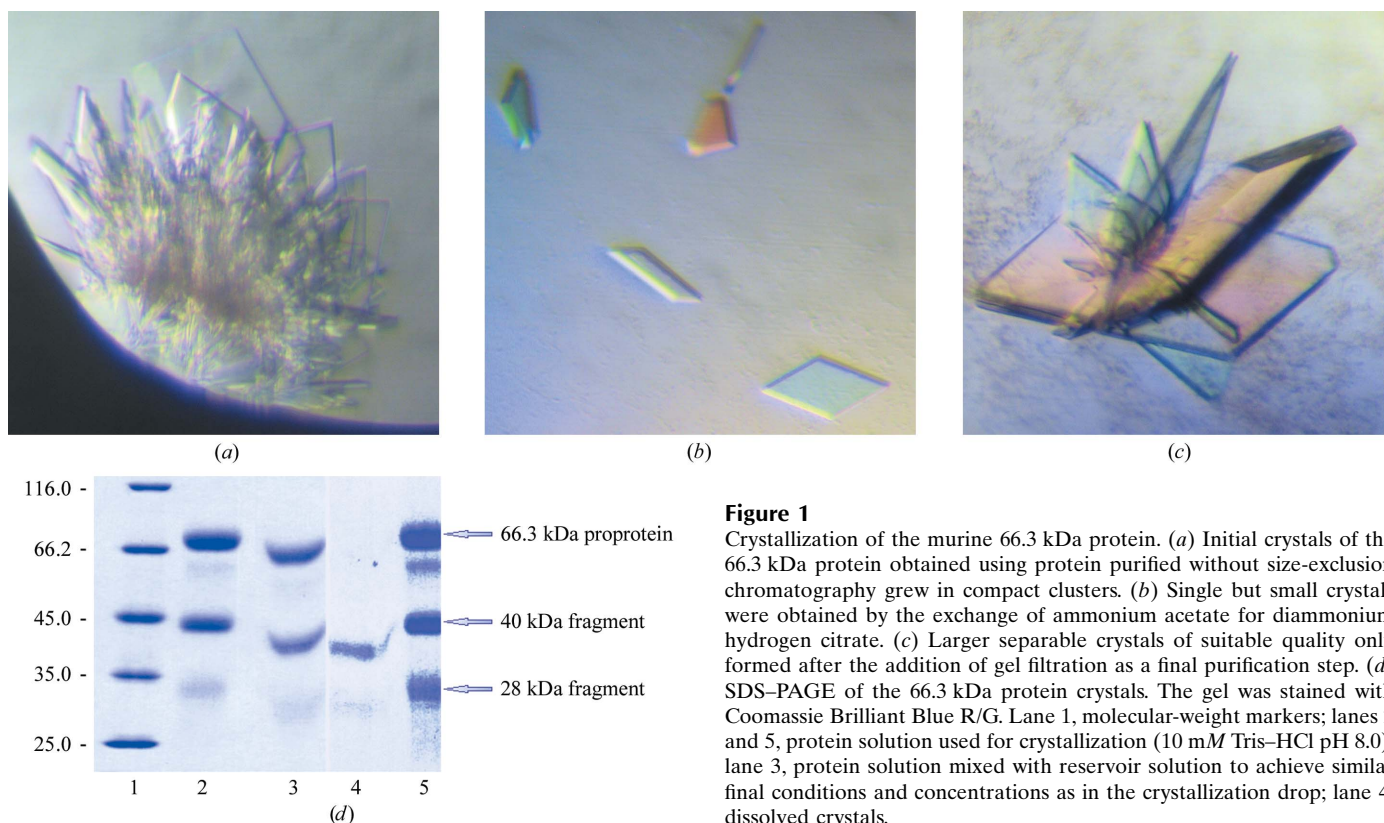 (a)
(b)
(c)
116.0 -
66.2 -
45.0 -
35.0 -
25.0 -
66.3 kDa proprotein
40 kDa fragment
28 kDa fragment
1 2 3 4 5
(d)
Figure 1
Crystallization of the murine 66.3 kDa protein. (a) Initial crystals of th
66.3 kDa protein obtained using protein purified without size-exclusion
chromatography grew in compact clusters. (b) Single but small crystal
were obtained by the exchange of ammonium acetate for diammonium
hydrogen citrate. (c) Larger separable crystals of suitable quality onl
formed after the addition of gel filtration as a final purification step. (d
SDS–PAGE of the 66.3 kDa protein crystals. The gel was stained wit
Coomassie Brilliant Blue R/G. Lane 1, molecular-weight markers; lanes
and 5, protein solution used for crystallization (10 mM Tris–HCl pH 8.0)
lane 3, protein solution mixed with reservoir solution to achieve simila
final conditions and concentrations as in the crystallization drop; lane 4
dissolved crystals.